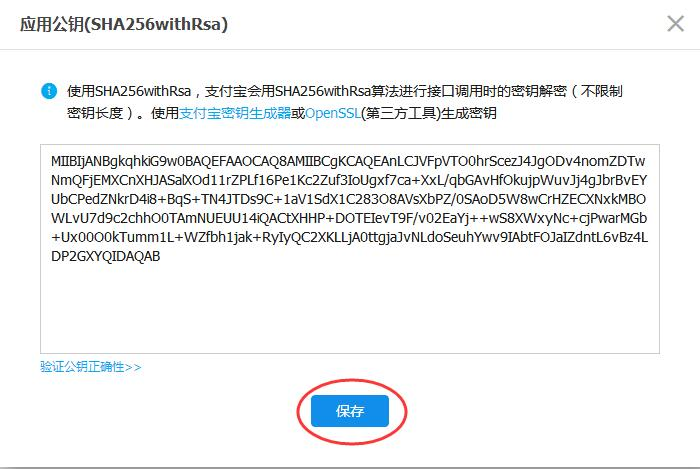 应用公钥(SHA256withRsa)
使用SHA256withRsa，支付宝会用SHA256withRsa算法进行接口调用时的密钥解密（不限制
密钥长度）。使用支付宝密钥生成器或OpenSSL(第三方工具)生成密钥
MIIBIjANBgkqhkiG9w0BAQEFAAOCAQ8AMIIBCgKCAQEAnLCJVFpVTO0hrScezJ4JgODv4nomZDTw
NmQFjEMXCnXHJASalXOd11rZPLf16Pe1Kc2Zuf3IoUgxf7ca+XxL/qbGAvHfOkujpWuvJj4gJbrBvEY
UbCPedZNkrD4i8+BqS+TN4JTDs9C+1aV1SdX1C283O8AVsXbPZ/0SAoD5W8wCrHZECXNxkMBO
WLvU7d9c2chhO0TAmNUEUU14iQACtXHHP+DOTEIevT9F/v02EaYj++wS8XWxyNc+cjPwarMGb
+Ux00O0kTumm1L+WZfbh1jak+RyIyQC2XKLLjA0ttgjaJvNLdoSeuhYwv9IAbtFOJaIZdntL6vBz4L
DP2GXYQIDAQAB
验证公钥正确性>>
保存